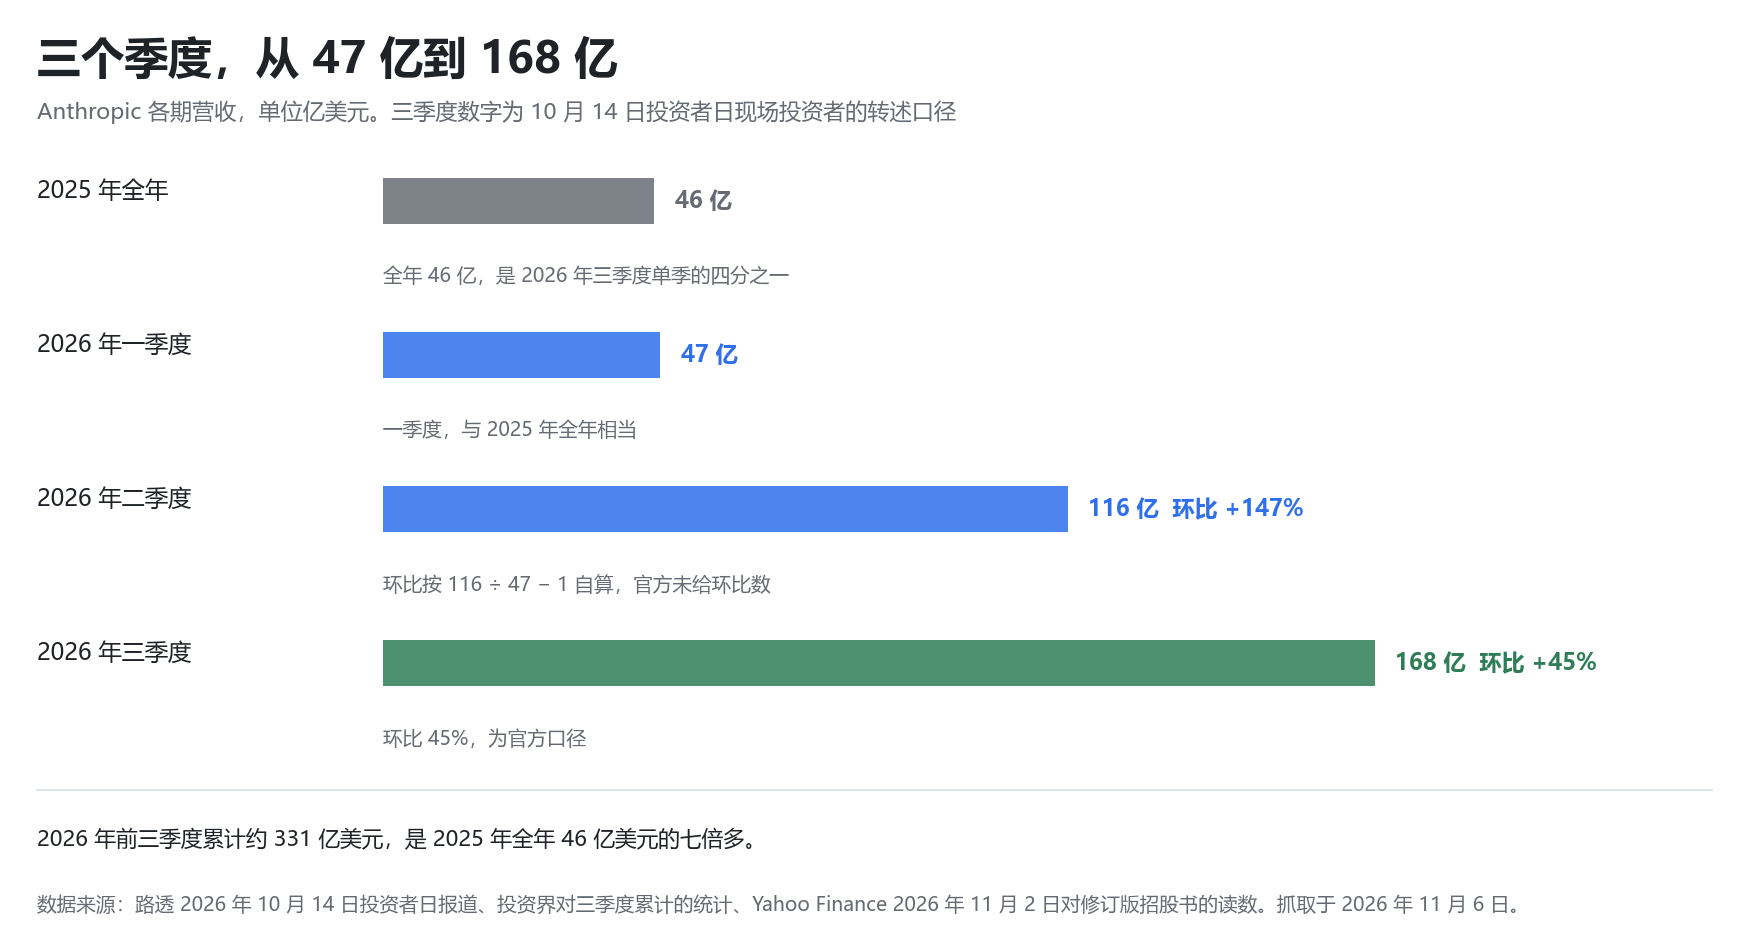 三个季度，从 47 亿到 168 亿
Anthropic 各期营收，单位亿美元。三季度数字为 10 月 14 日投资者日现场投资者的转述口径
2025 年全年
46 亿
全年 46 亿，是 2026 年三季度单季的四分之一
2026 年一季度
47 亿
一季度，与 2025 年全年相当
2026 年二季度
116 亿 环比 +147%
环比按 116 ÷ 47 − 1 自算，官方未给环比数
2026 年三季度
168 亿 环比 +45%
环比 45%，为官方口径
2026 年前三季度累计约 331 亿美元，是 2025 年全年 46 亿美元的七倍多。
数据来源：路透 2026 年 10 月 14 日投资者日报道、投资界对三季度累计的统计、Yahoo Finance 2026 年 11 月 2 日对修订版招股书的读数。抓取于 2026 年 11 月 6 日。